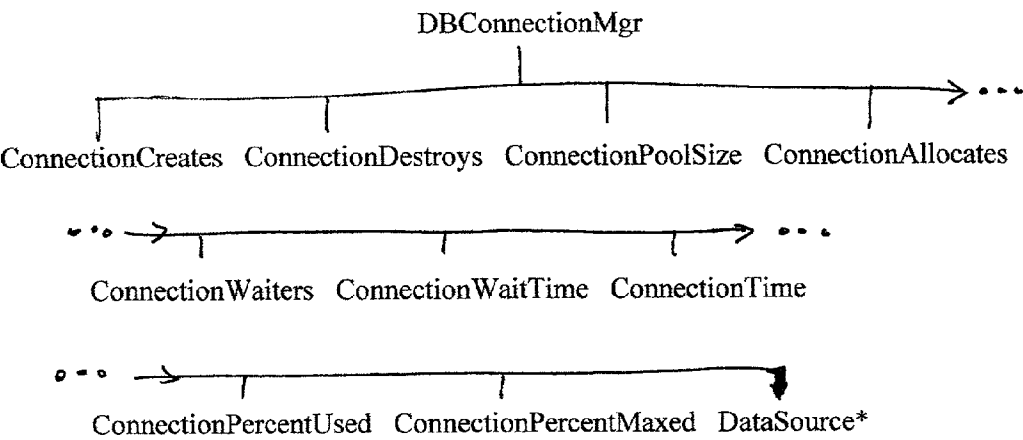 DBConnectionMgr
ConnectionCreates ConnectionDestroys ConnectionPoolSize ConnectionAllocates
ConnectionWaiters ConnectionWaitTime ConnectionTime
ConnectionPercentUsed ConnectionPercentMaxed DataSource*